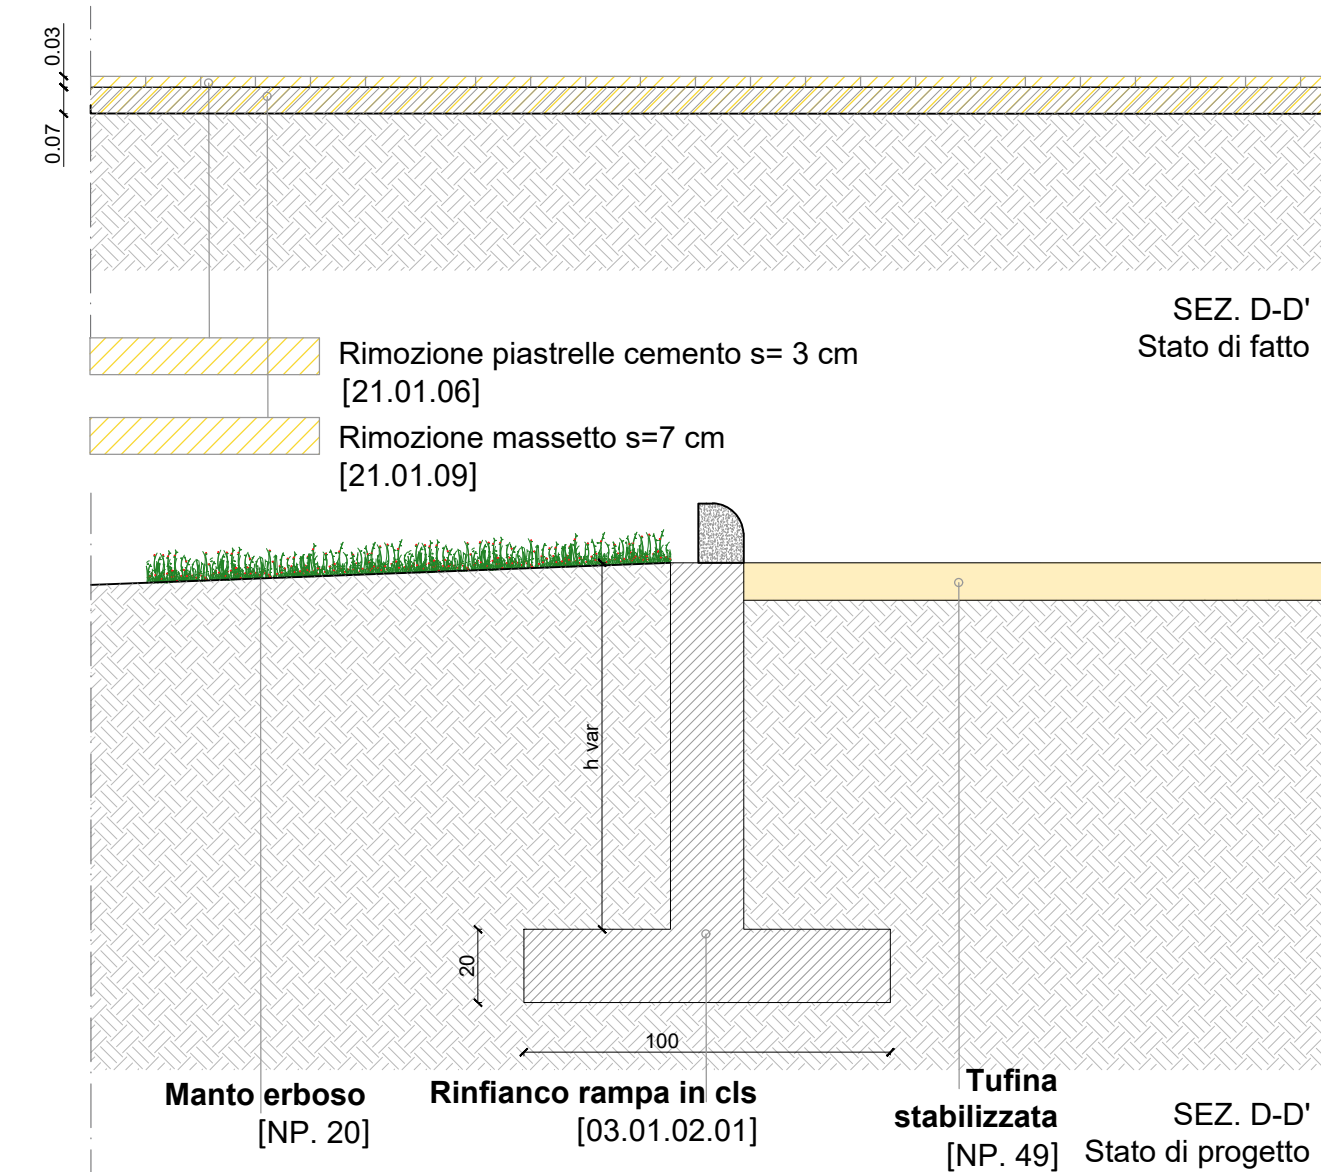 0.03
0.07
SEZ. D-D'
Stato di fatto
Rimozione piastrelle cemento s= 3 cm
[21.01.06]
Rimozione massetto s=7 cm
[21.01.09]
h var
20
100
Manto erboso
[NP. 20]
Rinfianco rampa in cls
[03.01.02.01]
Tufina
stabilizzata
[NP. 49]
SEZ. D-D'
Stato di progetto